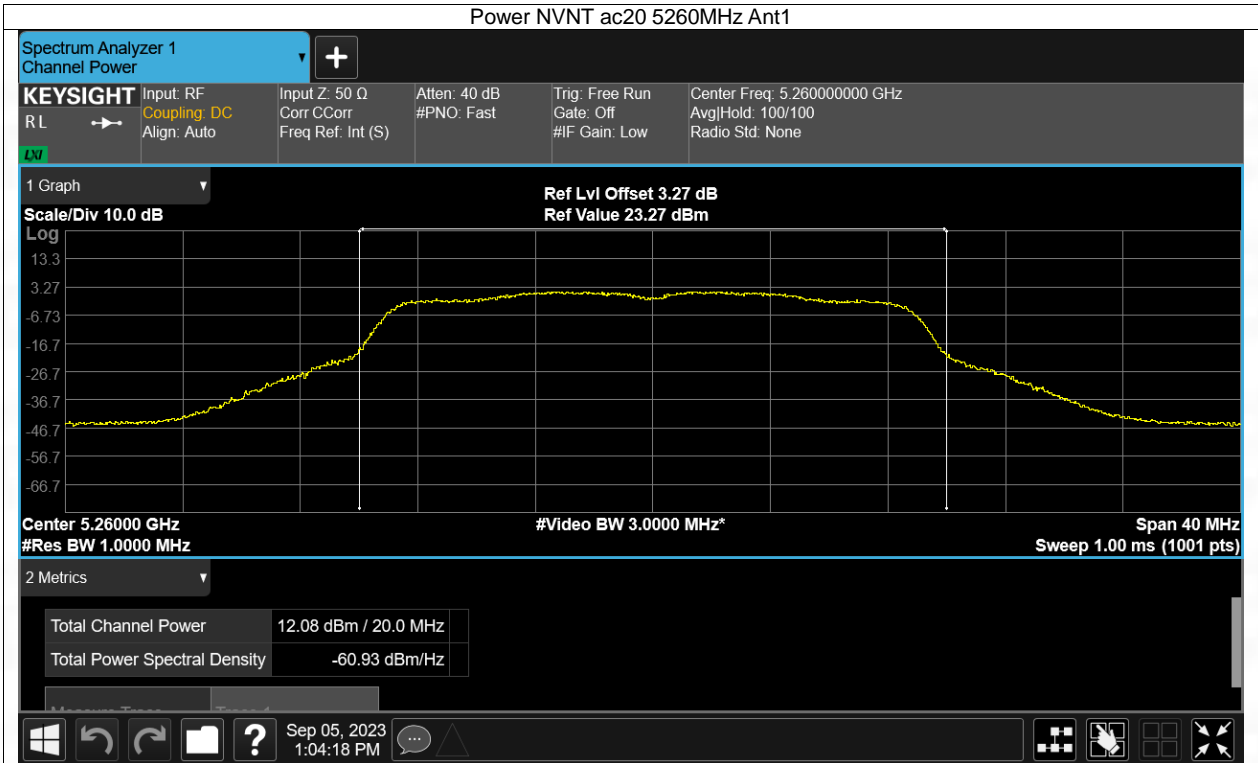 Power NVNT ac20 5260MHz Ant1
Spectrum Analyzer 1
Channel Power
KEYSIGHT
R L
LXI
Input: RF
Coupling: DC
Align: Auto
Input Z: 50 Ω
Corr CCorr
Freq Ref: Int (S)
Atten: 40 dB
#PNO: Fast
Trig: Free Run
Gate: Off
#IF Gain: Low
Center Freq: 5.260000000 GHz
Avg|Hold: 100/100
Radio Std: None
1 Graph
Scale/Div 10.0 dB
Ref Lvl Offset 3.27 dB
Ref Value 23.27 dBm
Log
13.3
3.27
-6.73
-16.7
-26.7
-36.7
-46.7
-56.7
-66.7
Center 5.26000 GHz
#Video BW 3.0000 MHz*
Span 40 MHz
#Res BW 1.0000 MHz
Sweep 1.00 ms (1001 pts)
2 Metrics
Total Channel Power 12.08 dBm / 20.0 MHz
Total Power Spectral Density -60.93 dBm/Hz
Sep 05, 2023
1:04:18 PM